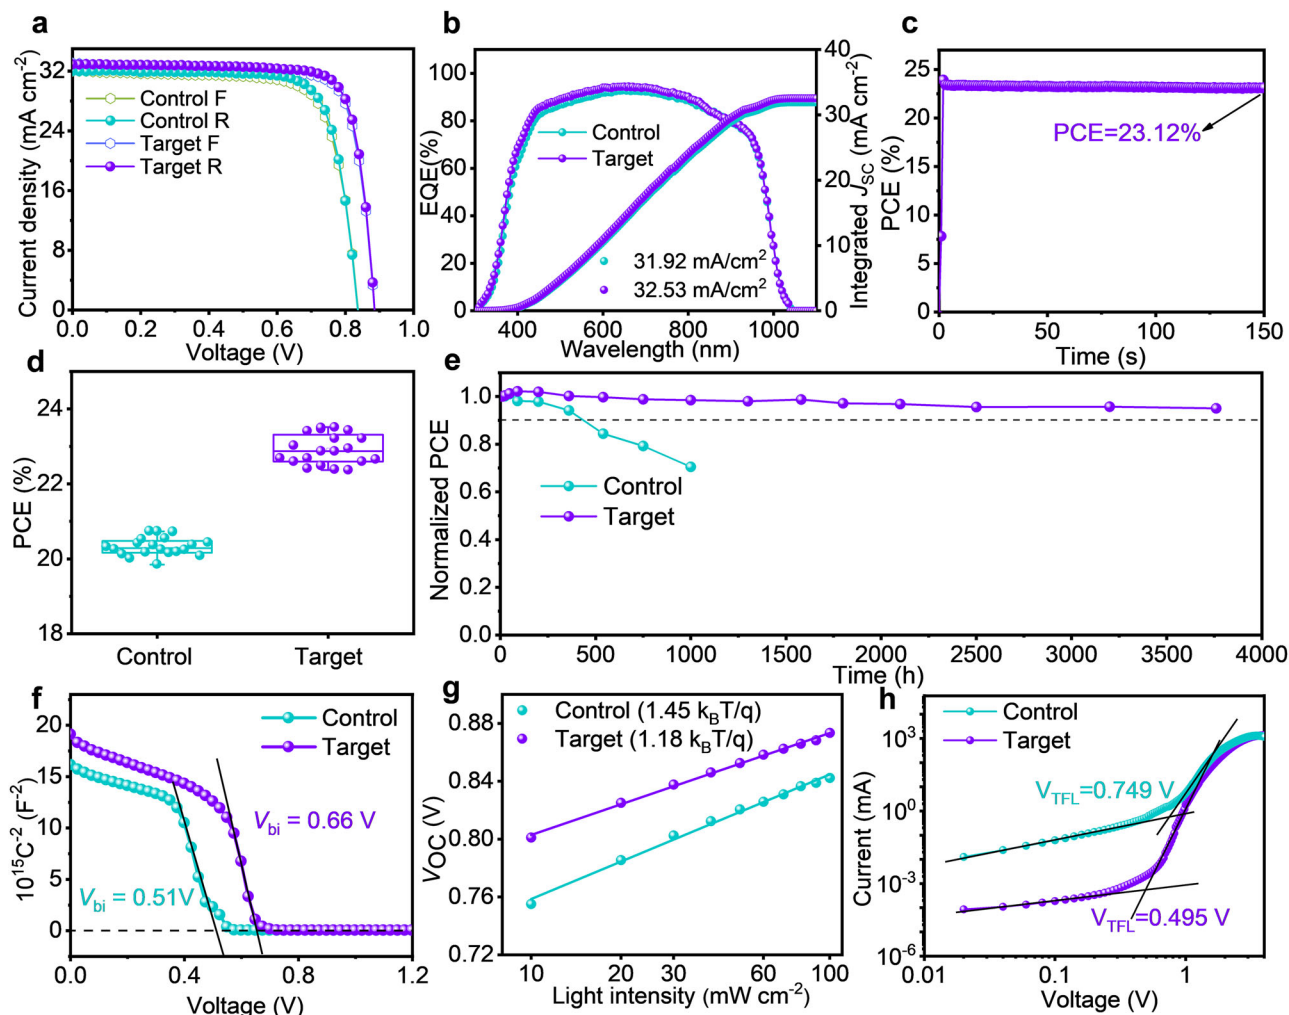 a
Current density (mA cm-2)
32
24
16
8
0
Control F
Control R
Target F
Target R
0.0 0.2 0.4 0.6 0.8 1.0
Voltage (V)
b
EQE(%)
100
80
60
40
20
0
Control
Target
31.92 mA/cm2
32.53 mA/cm2
40
30
20
10
0
Integrated JSC (mA cm-2)
400 600 800 1000
Wavelength (nm)
c
PCE (%)
25
20
15
10
5
0
PCE=23.12%
0 50 100 150
Time (s)
d
PCE (%)
24
22
20
18
Control Target
e
Normalized PCE
1.0
0.8
0.6
0.4
0.2
0.0
Control
Target
0 500 1000 1500 2000 2500 3000 3500 4000
Time (h)
f
10^15C-2 (F-2)
20
15
10
5
0
Control
Target
Vbi = 0.66 V
Vbi = 0.51V
0.0 0.4 0.8 1.2
Voltage (V)
g
VOC (V)
0.88
0.84
0.80
0.76
0.72
Control (1.45 kBT/q)
Target (1.18 kBT/q)
10 20 30 60 100
Light intensity (mW cm-2)
h
Current (mA)
10^3
10^0
10^-3
10^-6
Control
Target
VTFL=0.749 V
VTFL=0.495 V
0.01 0.1 1
Voltage (V)